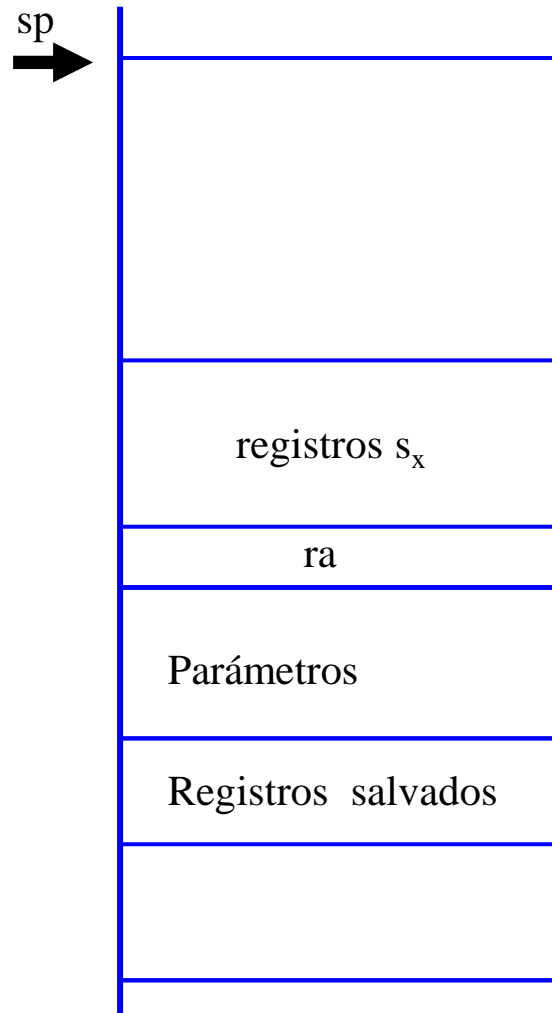 sp
registros sₓ
ra
Parámetros
Registros salvados